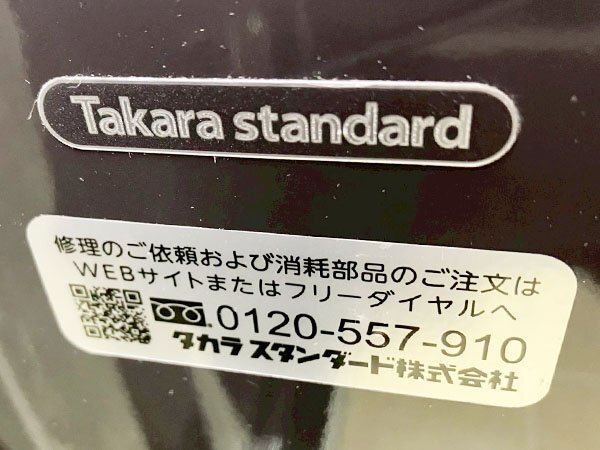 Takara standard
修理のご依頼および消耗部品のご注文は
WEBサイトまたはフリーダイヤルへ
0120-557-910
タカラスタンダード株式会社